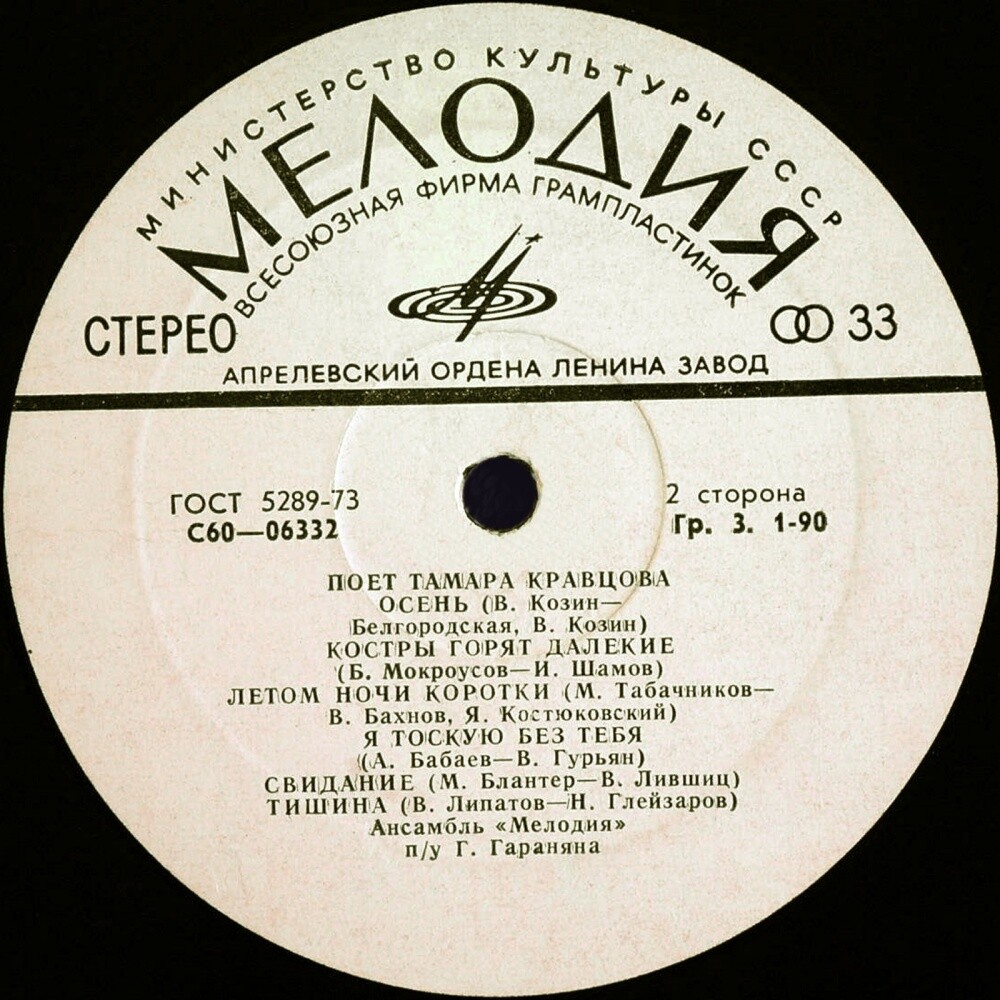 МИНИСТЕРСТВО КУЛЬТУРЫ СССР
МЕЛОДИЯ
ВСЕСОЮЗНАЯ ФИРМА ГРАМПЛАСТИНОК
СТЕРЕО
33
АПРЕЛЕВСКИЙ ОРДЕНА ЛЕНИНА ЗАВОД
ГОСТ 5289-73
С60—06332
2 сторона
Гр. 3. 1-90
ПОЕТ ТАМАРА КРАВЦОВА
ОСЕНЬ (В. Козин—
Белгородская, В. Козин)
КОСТРЫ ГОРЯТ ДАЛЕКИЕ
(Б. Мокроусов—И. Шамов)
ЛЕТОМ НОЧИ КОРОТКИ (М. Табачников—
В. Бахнов, Я. Костюковский)
Я ТОСКУЮ БЕЗ ТЕБЯ
(А. Бабаев—В. Гурьян)
СВИДАНИЕ (М. Блантер—В. Лившиц)
ТИШИНА (В. Липатов—Н. Глейзаров)
Ансамбль «Мелодия»
п/у Г. Гараняна